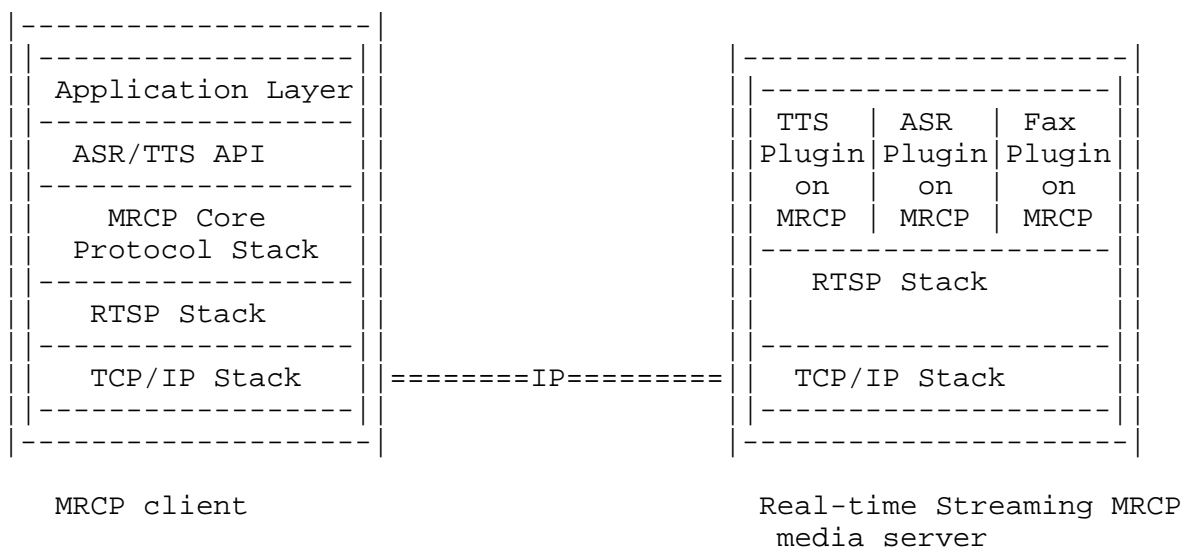 Application Layer
ASR/TTS API
MRCP Core
Protocol Stack
RTSP Stack
TCP/IP Stack
========IP=========
TTS | ASR | Fax
Plugin|Plugin|Plugin
on | on | on
MRCP | MRCP | MRCP
RTSP Stack
TCP/IP Stack
MRCP client
Real-time Streaming MRCP
media server